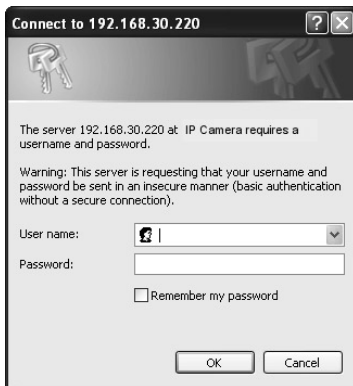 Connect to 192.168.30.220
The server 192.168.30.220 at IP Camera requires a
username and password.
Warning: This server is requesting that your username and
password be sent in an insecure manner (basic authentication
without a secure connection).
User name:
Password:
Remember my password
OK Cancel